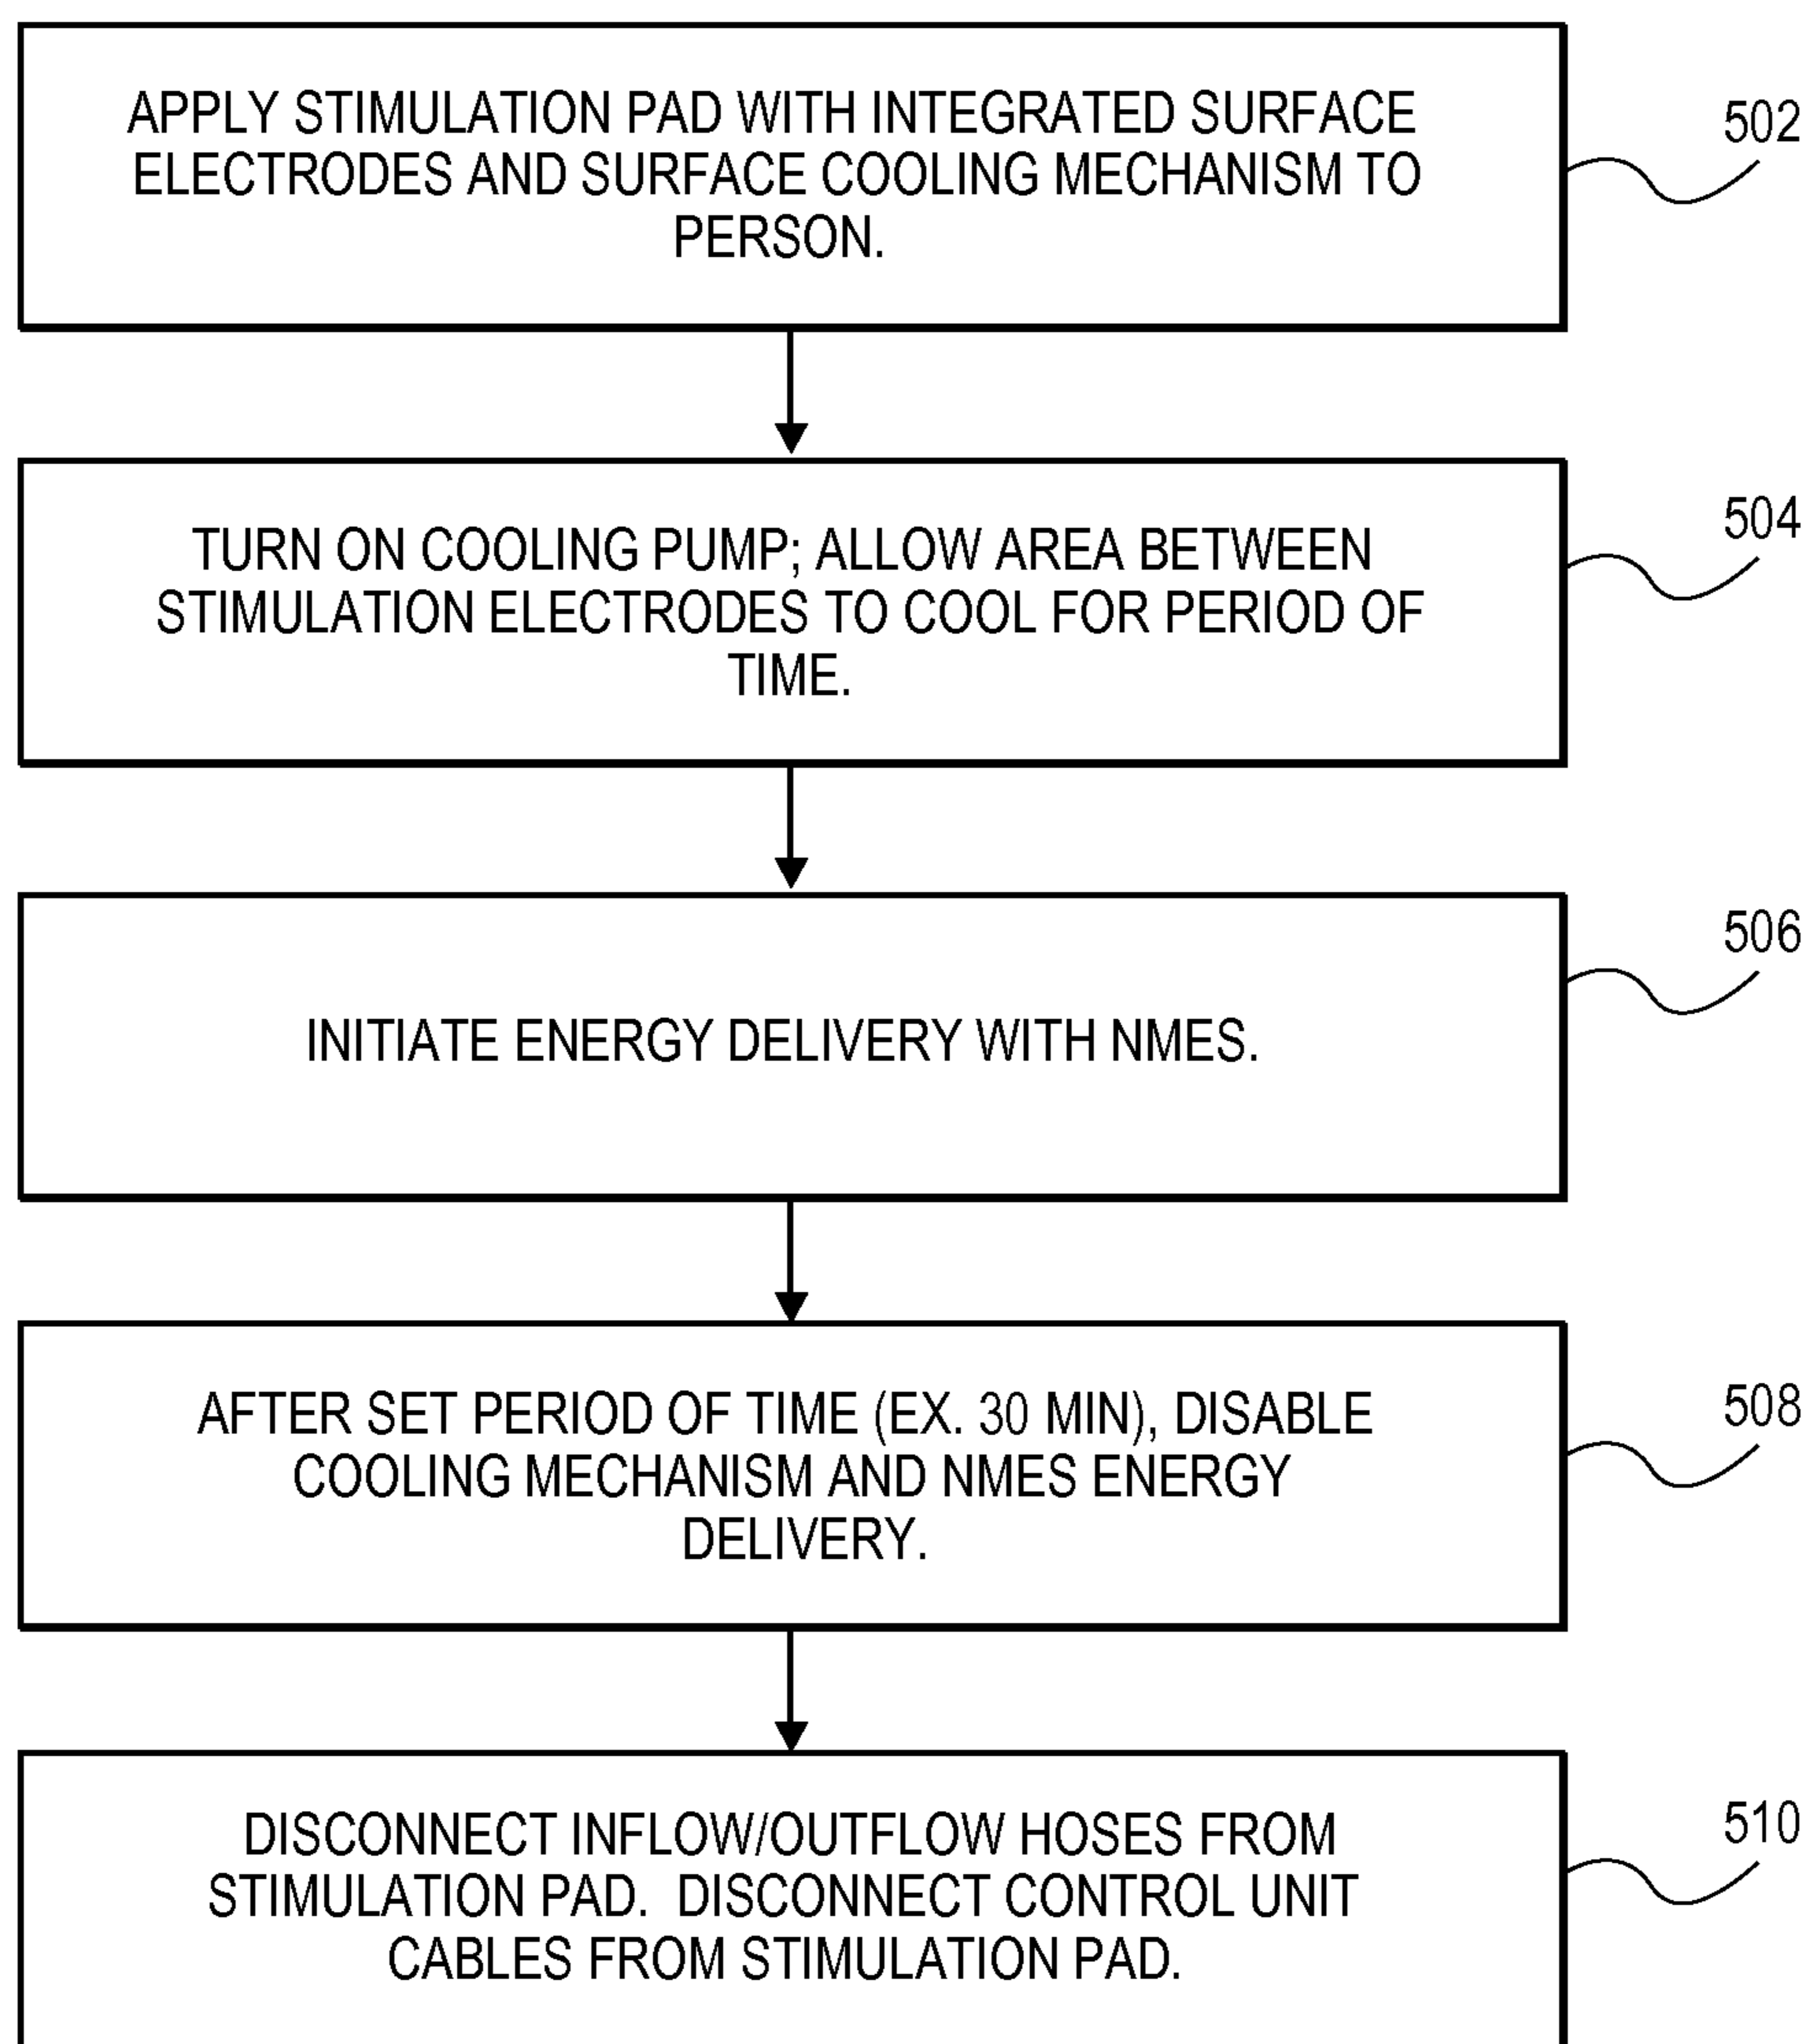 APPLY STIMULATION PAD WITH INTEGRATED SURFACE
ELECTRODES AND SURFACE COOLING MECHANISM TO
PERSON.
502
TURN ON COOLING PUMP; ALLOW AREA BETWEEN
STIMULATION ELECTRODES TO COOL FOR PERIOD OF
TIME.
504
INITIATE ENERGY DELIVERY WITH NMES.
506
AFTER SET PERIOD OF TIME (EX. 30 MIN), DISABLE
COOLING MECHANISM AND NMES ENERGY
DELIVERY.
508
DISCONNECT INFLOW/OUTFLOW HOSES FROM
STIMULATION PAD.  DISCONNECT CONTROL UNIT
CABLES FROM STIMULATION PAD.
510